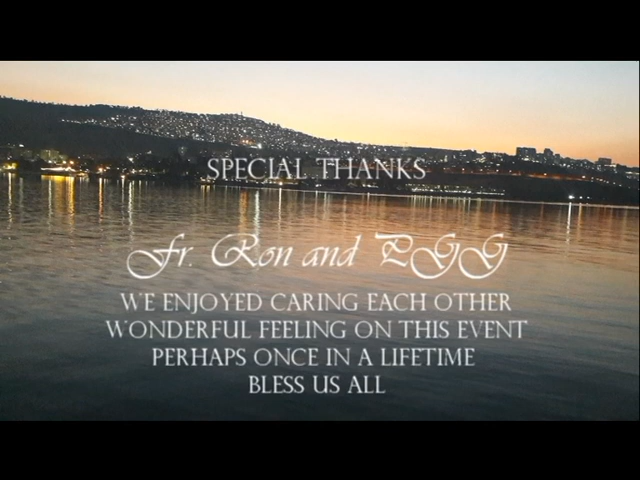 SPECIAL THANKS
Fr. Ron and PGG
WE ENJOYED CARING EACH OTHER
WONDERFUL FEELING ON THIS EVENT
PERHAPS ONCE IN A LIFETIME
BLESS US ALL